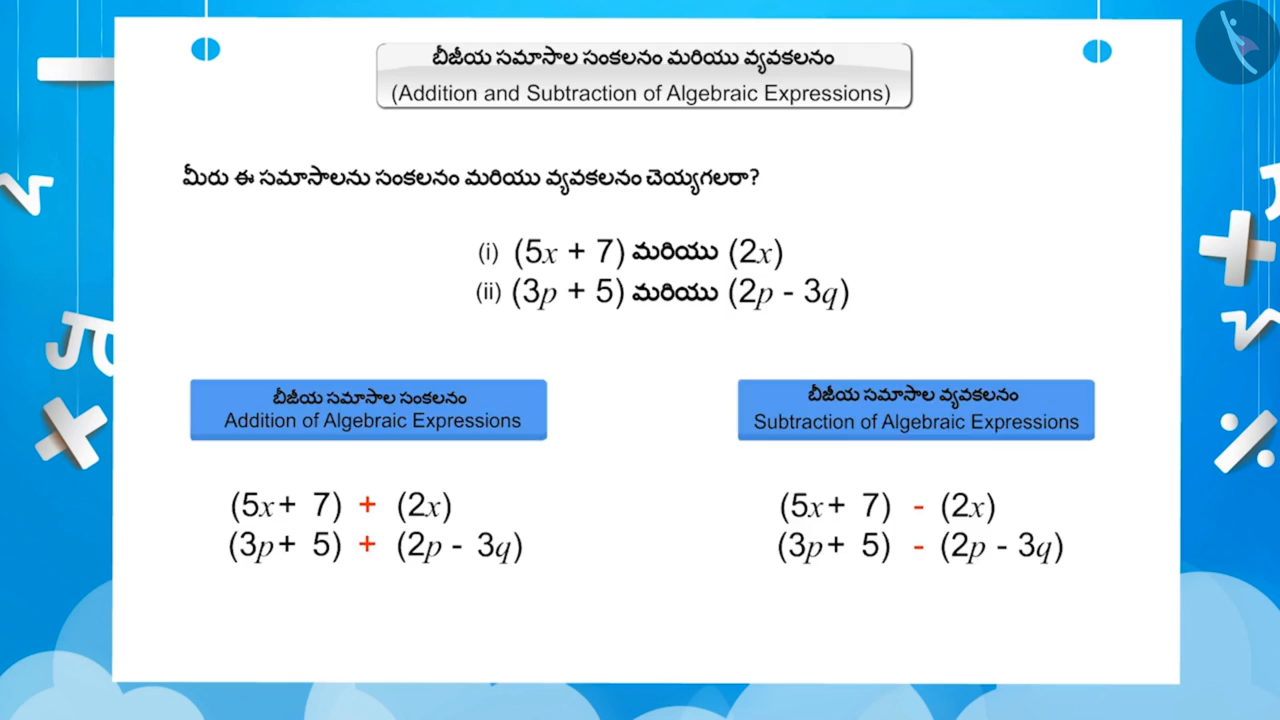 బీజీయ సమాసాల సంకలనం మరియు వ్యవకలనం
(Addition and Subtraction of Algebraic Expressions)
మీరు ఈ సమాసాలను సంకలనం మరియు వ్యవకలనం చెయ్యగలరా?
(i) (5x + 7) మరియు (2x)
(ii) (3p + 5) మరియు (2p - 3q)
బీజీయ సమాసాల సంకలనం
Addition of Algebraic Expressions
(5x + 7) + (2x)
(3p + 5) + (2p - 3q)
బీజీయ సమాసాల వ్యవకలనం
Subtraction of Algebraic Expressions
(5x + 7) - (2x)
(3p + 5) - (2p - 3q)